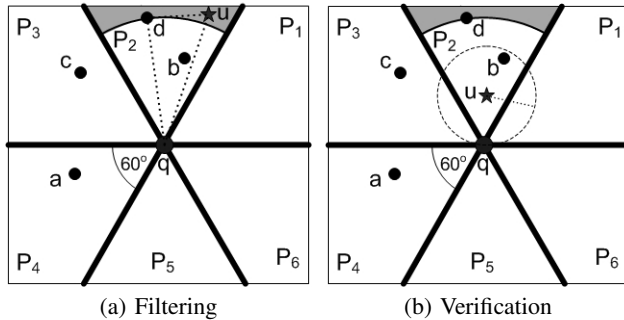 P3
P2
d
u
P1
c
b
60°
q
a
P4
P5
P6
(a) Filtering
P3
P2
d
P1
c
b
u
60°
q
a
P4
P5
P6
(b) Verification